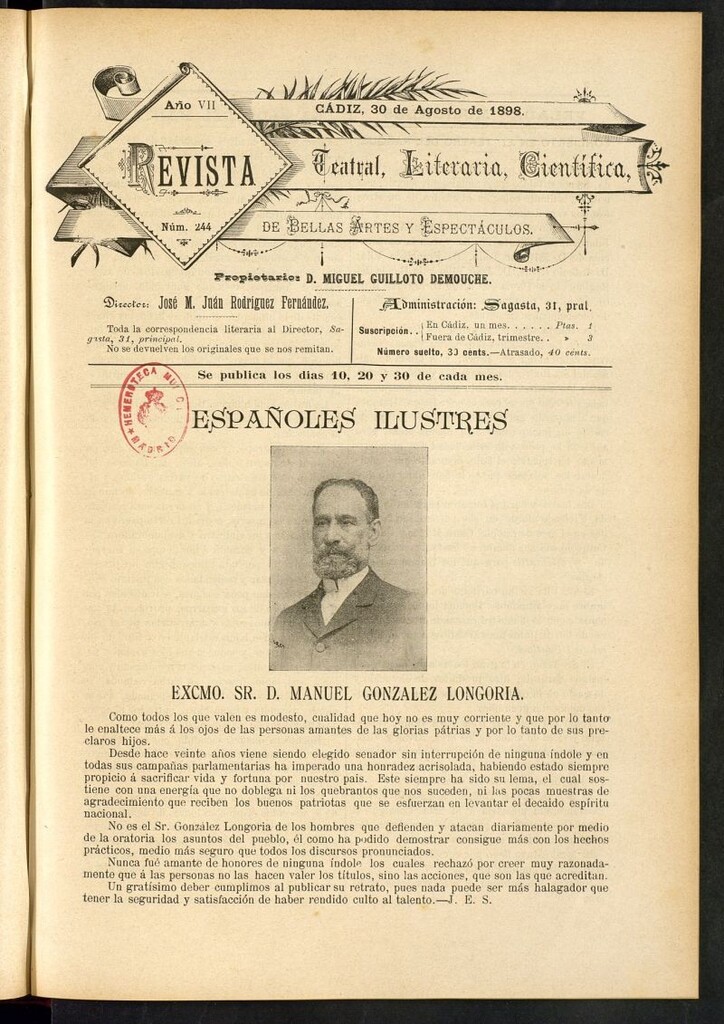 Año VII
CÁDIZ, 30 de Agosto de 1898.
REVISTA
Teatral, Literaria, Científica,
Núm. 244
DE BELLAS ARTES Y ESPECTÁCULOS.
Propietario: D. MIGUEL GUILLOTO DEMOUCHE.
Director: José M. Juán Rodríguez Fernández.
Toda la correspondencia literaria al Director, Sa-
gasta, 31, principal.
No se devuelven los originales que se nos remitan.
Administración: Sagasta, 31, pral.
Suscripción.. En Cádiz, un mes. . . . . . Ptas. 1
Fuera de Cádiz, trimestre. . » 3
Número suelto, 30 cents.—Atrasado, 40 cents.
Se publica los dias 10, 20 y 30 de cada mes.
HEMEROTECA
MADRID
ESPAÑOLES ILUSTRES
EXCMO. SR. D. MANUEL GONZALEZ LONGORIA.
Como todos los que valen es modesto, cualidad que hoy no es muy corriente y que por lo tanto
le enaltece más á los ojos de las personas amantes de las glorias pátrias y por lo tanto de sus pre-
claros hijos.
Desde hace veinte años viene siendo elegido senador sin interrupción de ninguna índole y en
todas sus campañas parlamentarias ha imperado una honradez acrisolada, habiendo estado siempre
propicio á sacrificar vida y fortuna por nuestro pais. Este siempre ha sido su lema, el cual sos-
tiene con una energía que no doblega ni los quebrantos que nos suceden, ni las pocas muestras de
agradecimiento que reciben los buenos patriotas que se esfuerzan en levantar el decaido espíritu
nacional.
No es el Sr. González Longoria de los hombres que defienden y atacan diariamente por medio
de la oratoria los asuntos del pueblo, él como ha podido demostrar consigue más con los hechos
prácticos, medio más seguro que todos los discursos pronunciados.
Nunca fué amante de honores de ninguna índole los cuales rechazó por creer muy razonada-
mente que á las personas no las hacen valer los títulos, sino las acciones, que son las que acreditan.
Un gratísimo deber cumplimos al publicar su retrato, pues nada puede ser más halagador que
tener la seguridad y satisfacción de haber rendido culto al talento.—J. E. S.